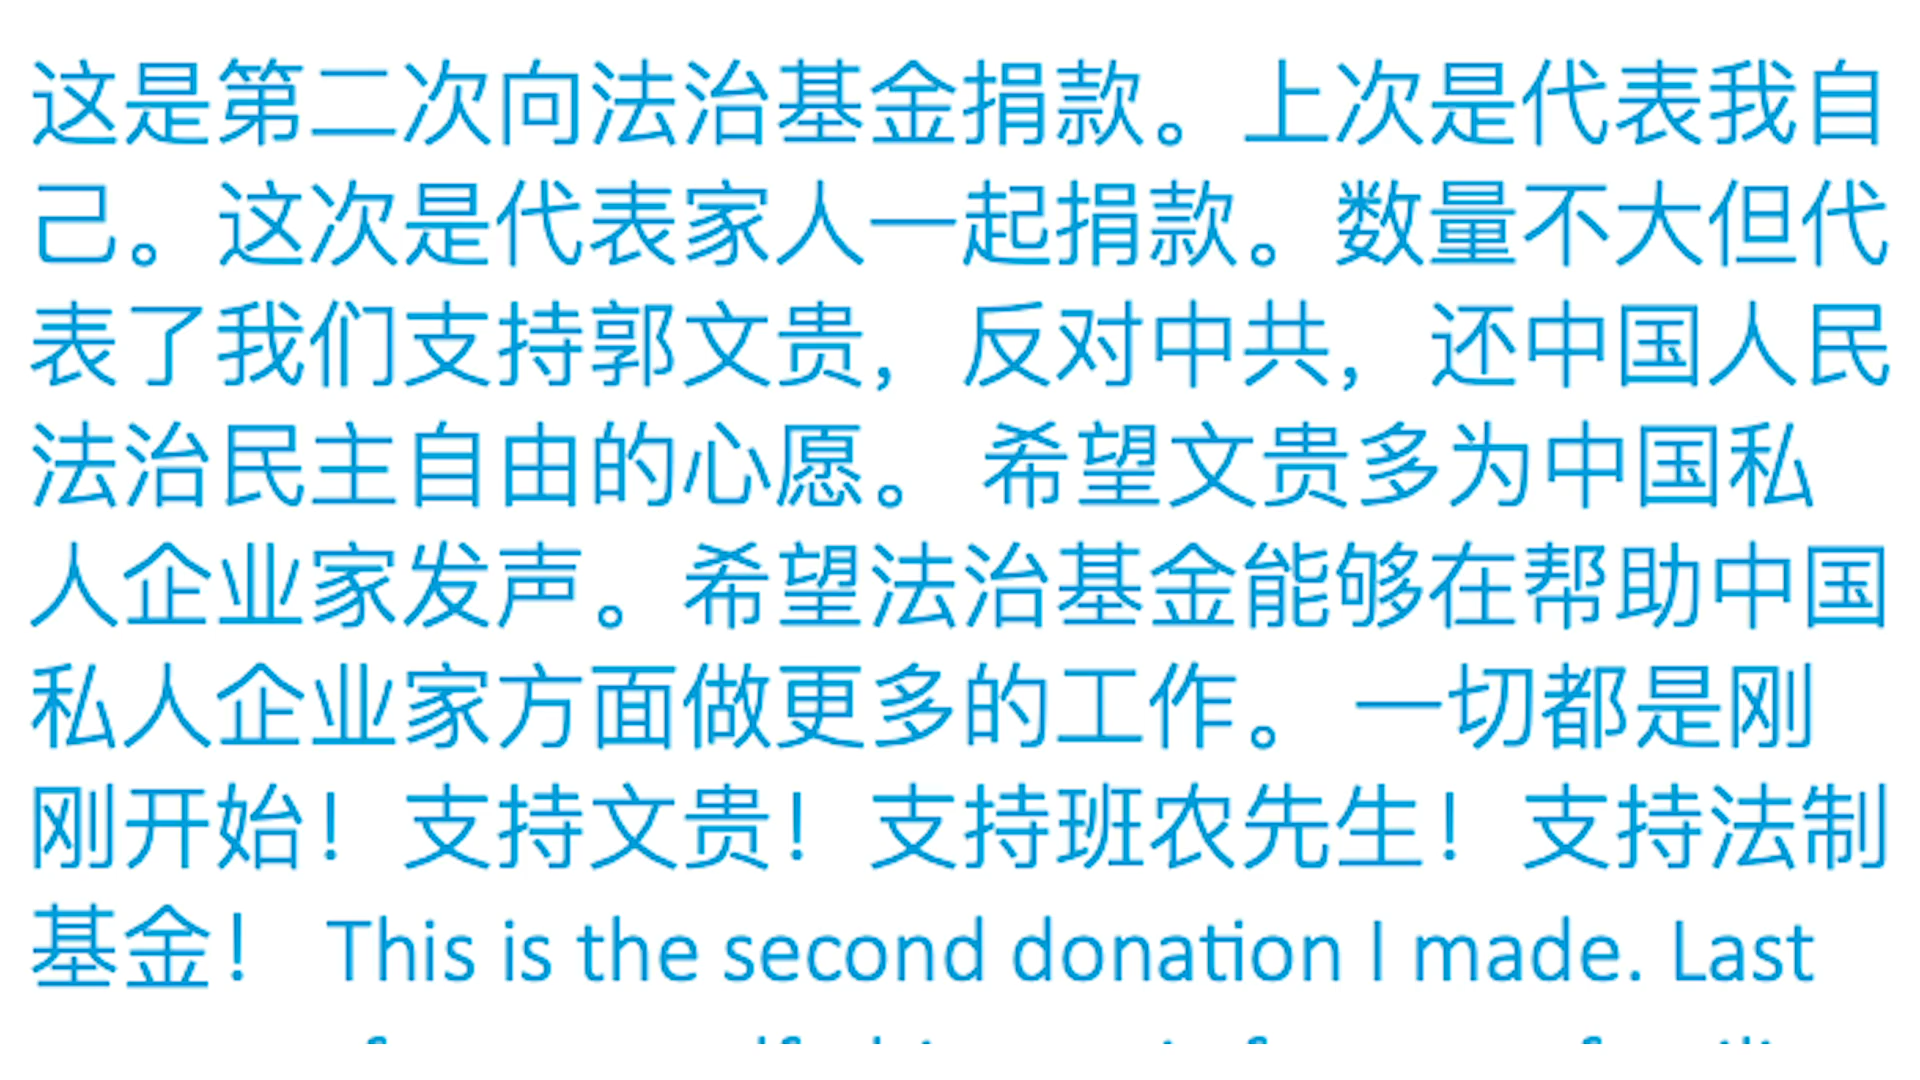 这是第二次向法治基金捐款。上次是代表我自
己。这次是代表家人一起捐款。数量不大但代
表了我们支持郭文贵，反对中共，还中国人民
法治民主自由的心愿。 希望文贵多为中国私
人企业家发声。希望法治基金能够在帮助中国
私人企业家方面做更多的工作。 一切都是刚
刚开始！支持文贵！支持班农先生！支持法制
基金！ This is the second donation I made. Last